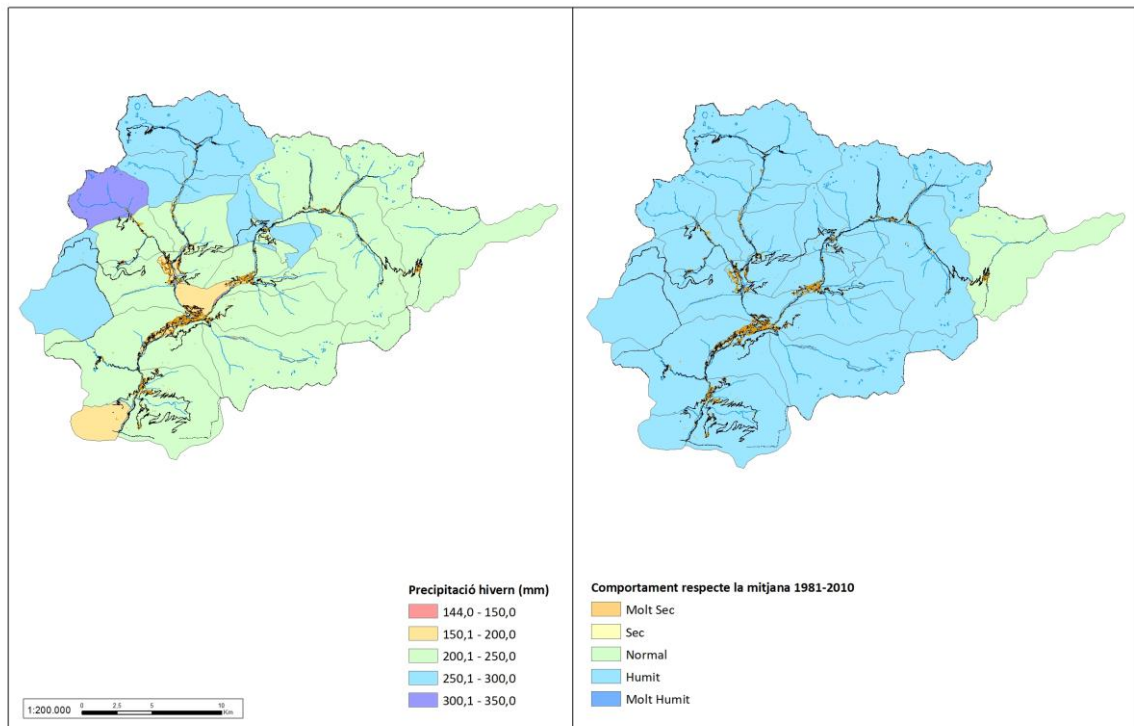 Precipitació hivern (mm)
144,0 - 150,0
150,1 - 200,0
200,1 - 250,0
250,1 - 300,0
300,1 - 350,0
1:200.000
0 2,5 5 10
Km
Comportament respecte la mitjana 1981-2010
Molt Sec
Sec
Normal
Humit
Molt Humit